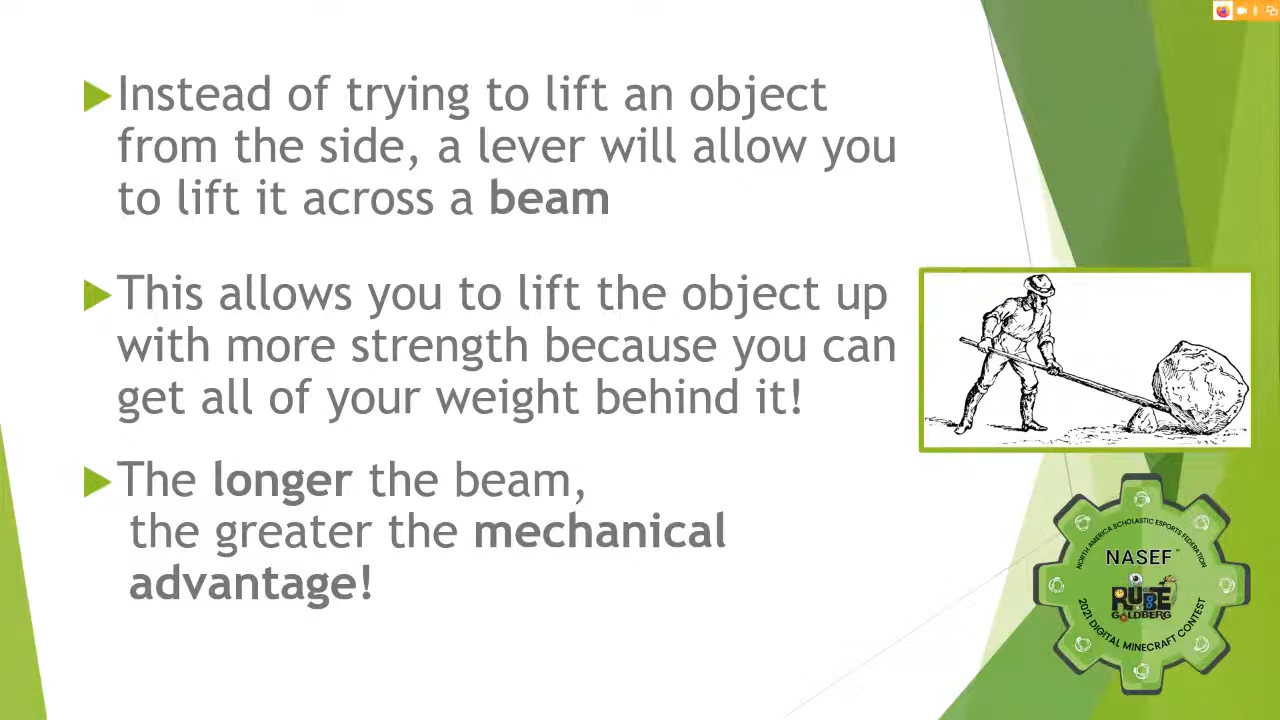 Instead of trying to lift an object
from the side, a lever will allow you
to lift it across a beam
This allows you to lift the object up
with more strength because you can
get all of your weight behind it!
The longer the beam,
the greater the mechanical
advantage!
NORTH AMERICA SCHOLASTIC ESPORTS FEDERATION
NASEF
RUBE
GOLDBERG
2021 DIGITAL MINECRAFT CONTEST